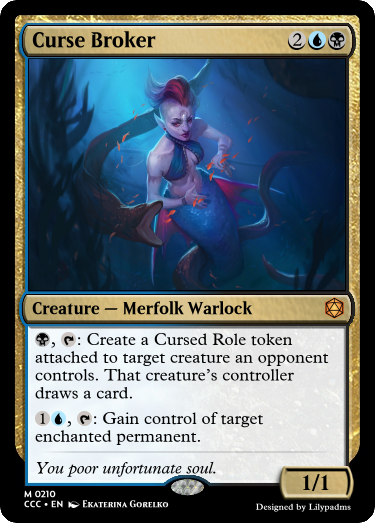 Curse Broker 2
Creature — Merfolk Warlock
, : Create a Cursed Role token
attached to target creature an opponent
controls. That creature’s controller
draws a card.
1 , : Gain control of target
enchanted permanent.
You poor unfortunate soul.
1/1
M 0210
CCC • EN Ekaterina Gorelko
Designed by Lilypadms